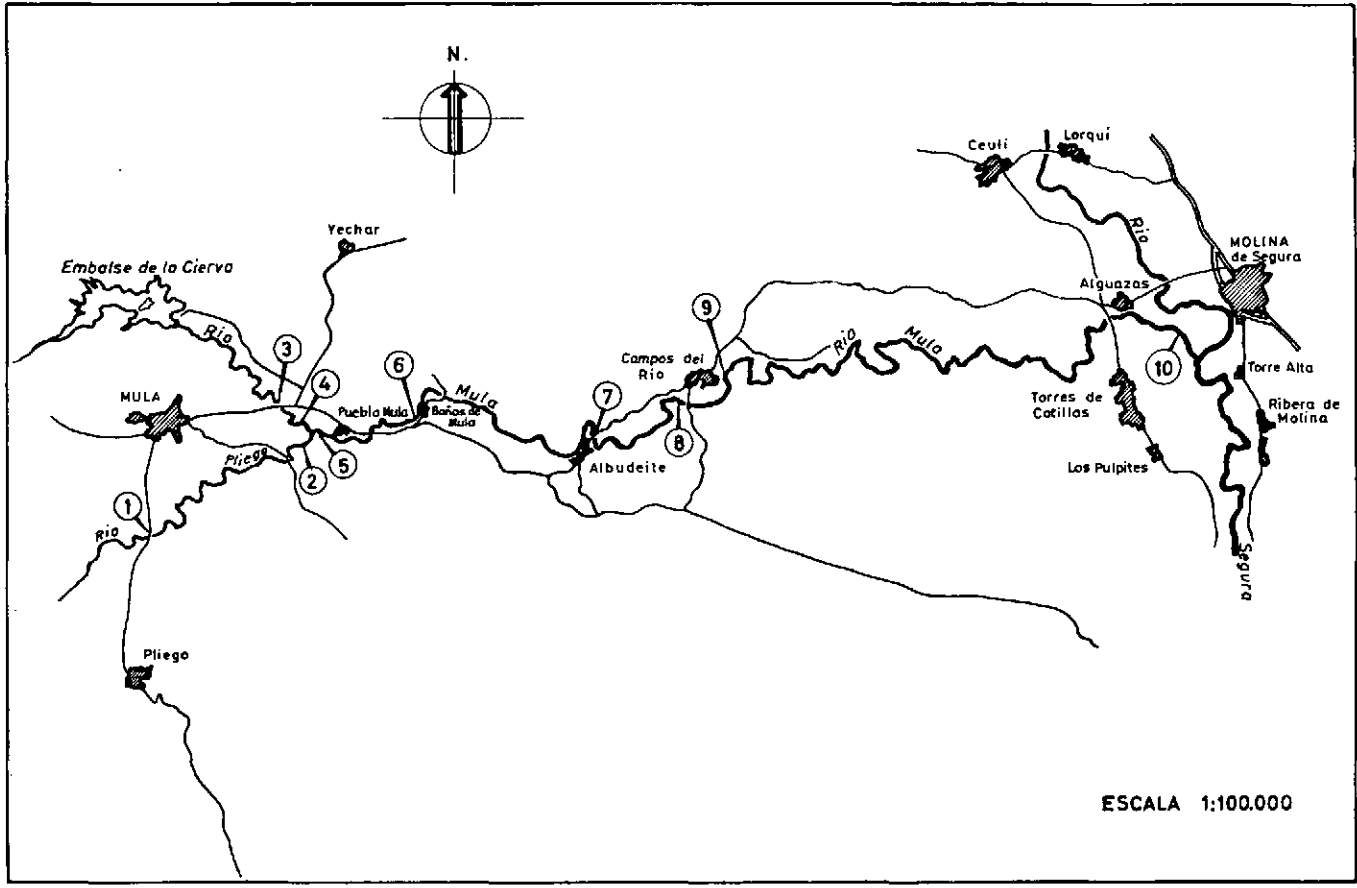 N.
Ceutí
Lorquí
Yechar
Embalse de la Cierva
Rio
MOLINA
de Segura
Alguazas
Rio
3
4
6
9
Campos del
Rio
Rio Mula
10
Torre Alta
MULA
Puebla Mula
Baños de
Mula
Mula
7
Torres de
Cotillas
Ribera de
Molina
Pliego
2
5
8
Albudeite
Los Pulpites
1
Rio
Segura
Pliego
ESCALA 1:100.000